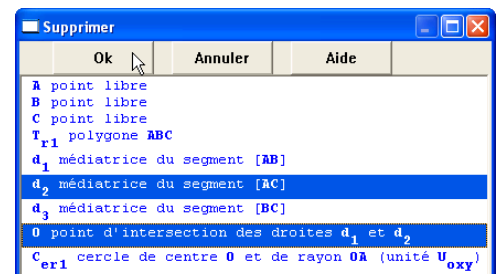 Supprimer
Ok Annuler Aide
A point libre
B point libre
C point libre
Tr1 polygone ABC
d1 médiatrice du segment [AB]
d2 médiatrice du segment [AC]
d3 médiatrice du segment [BC]
O point d'intersection des droites d1 et d2
Cer1 cercle de centre O et de rayon OA (unité Uoxy)